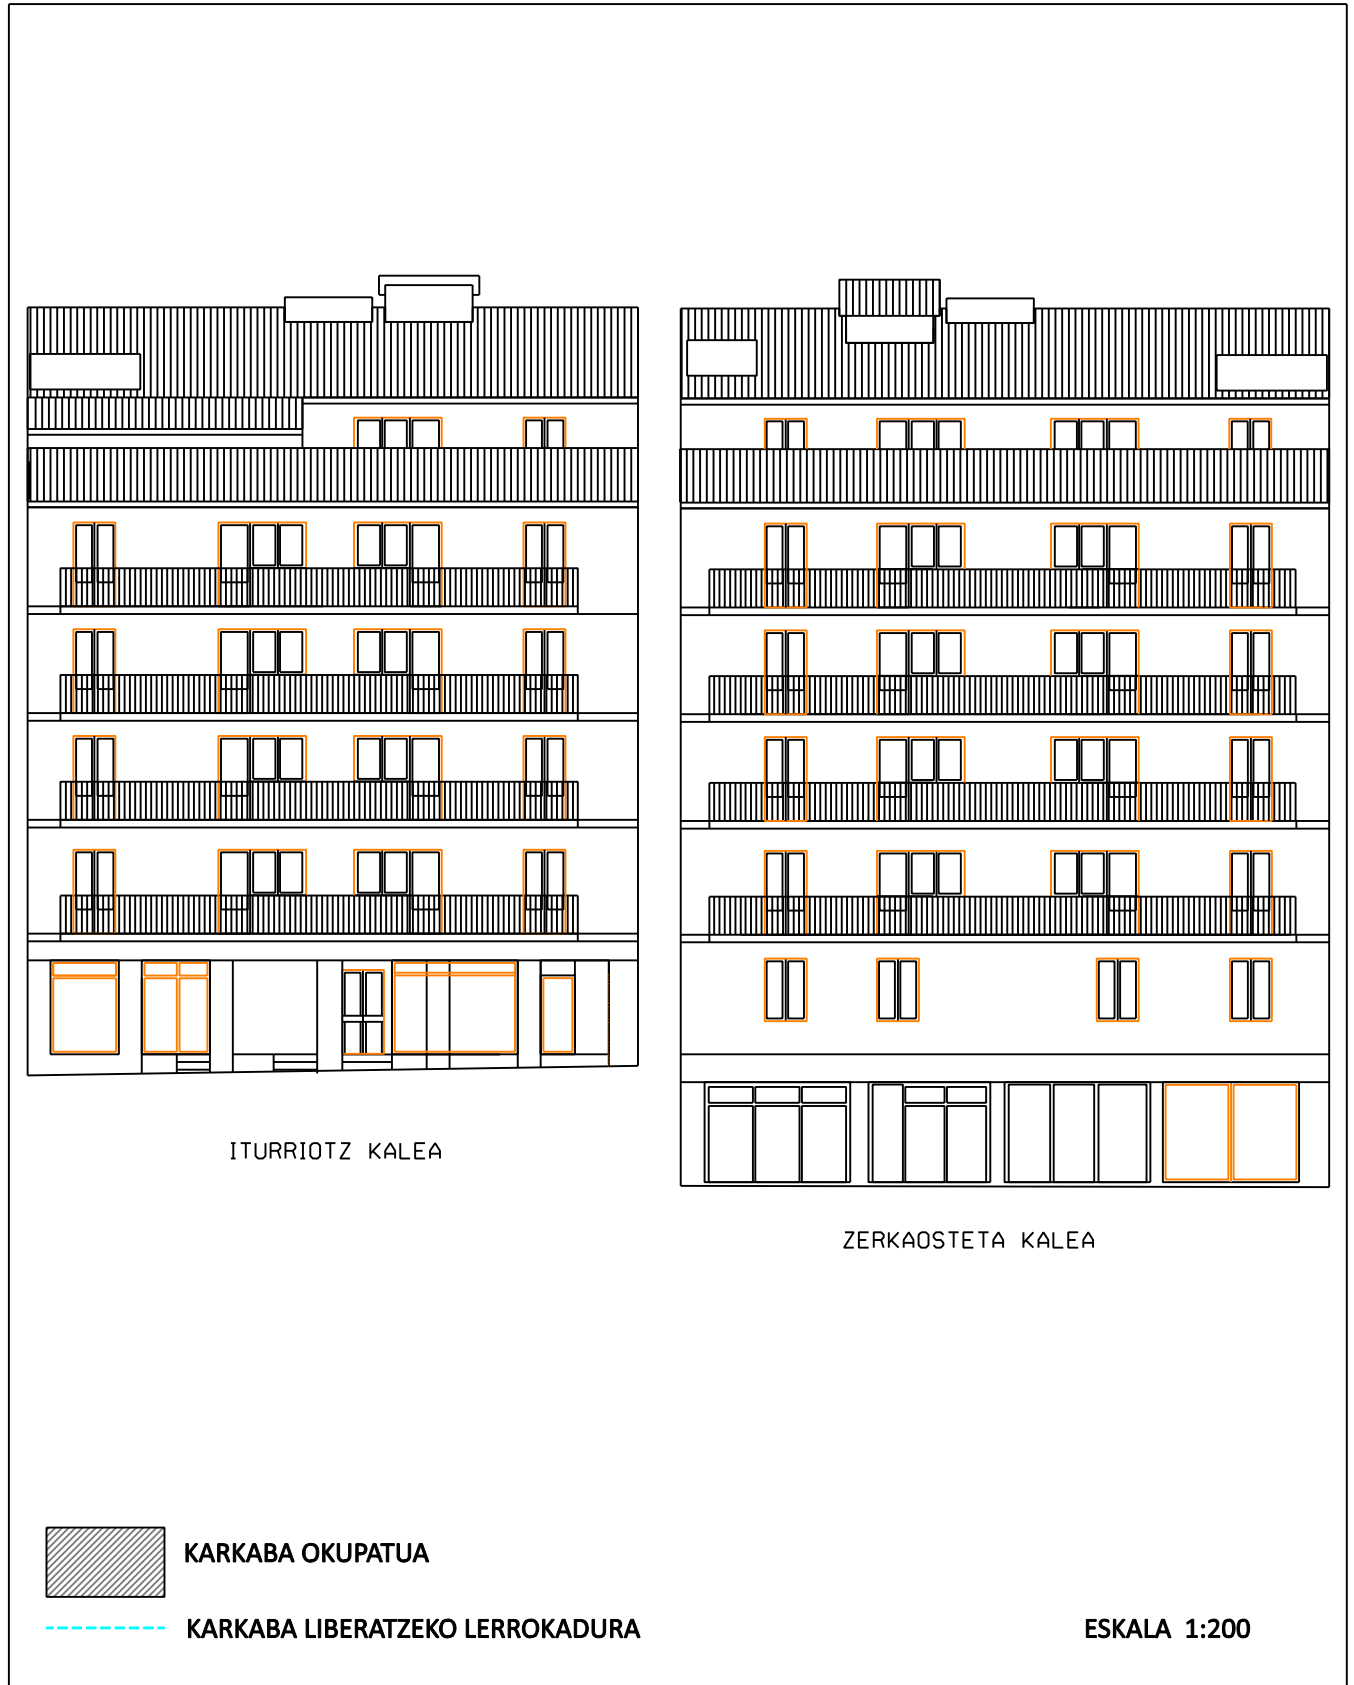 ITURRIOTZ KALEA
ZERKAOSTETA KALEA
KARKABA OKUPATUA
KARKABA LIBERATZEKO LERROKADURA
ESKALA 1:200